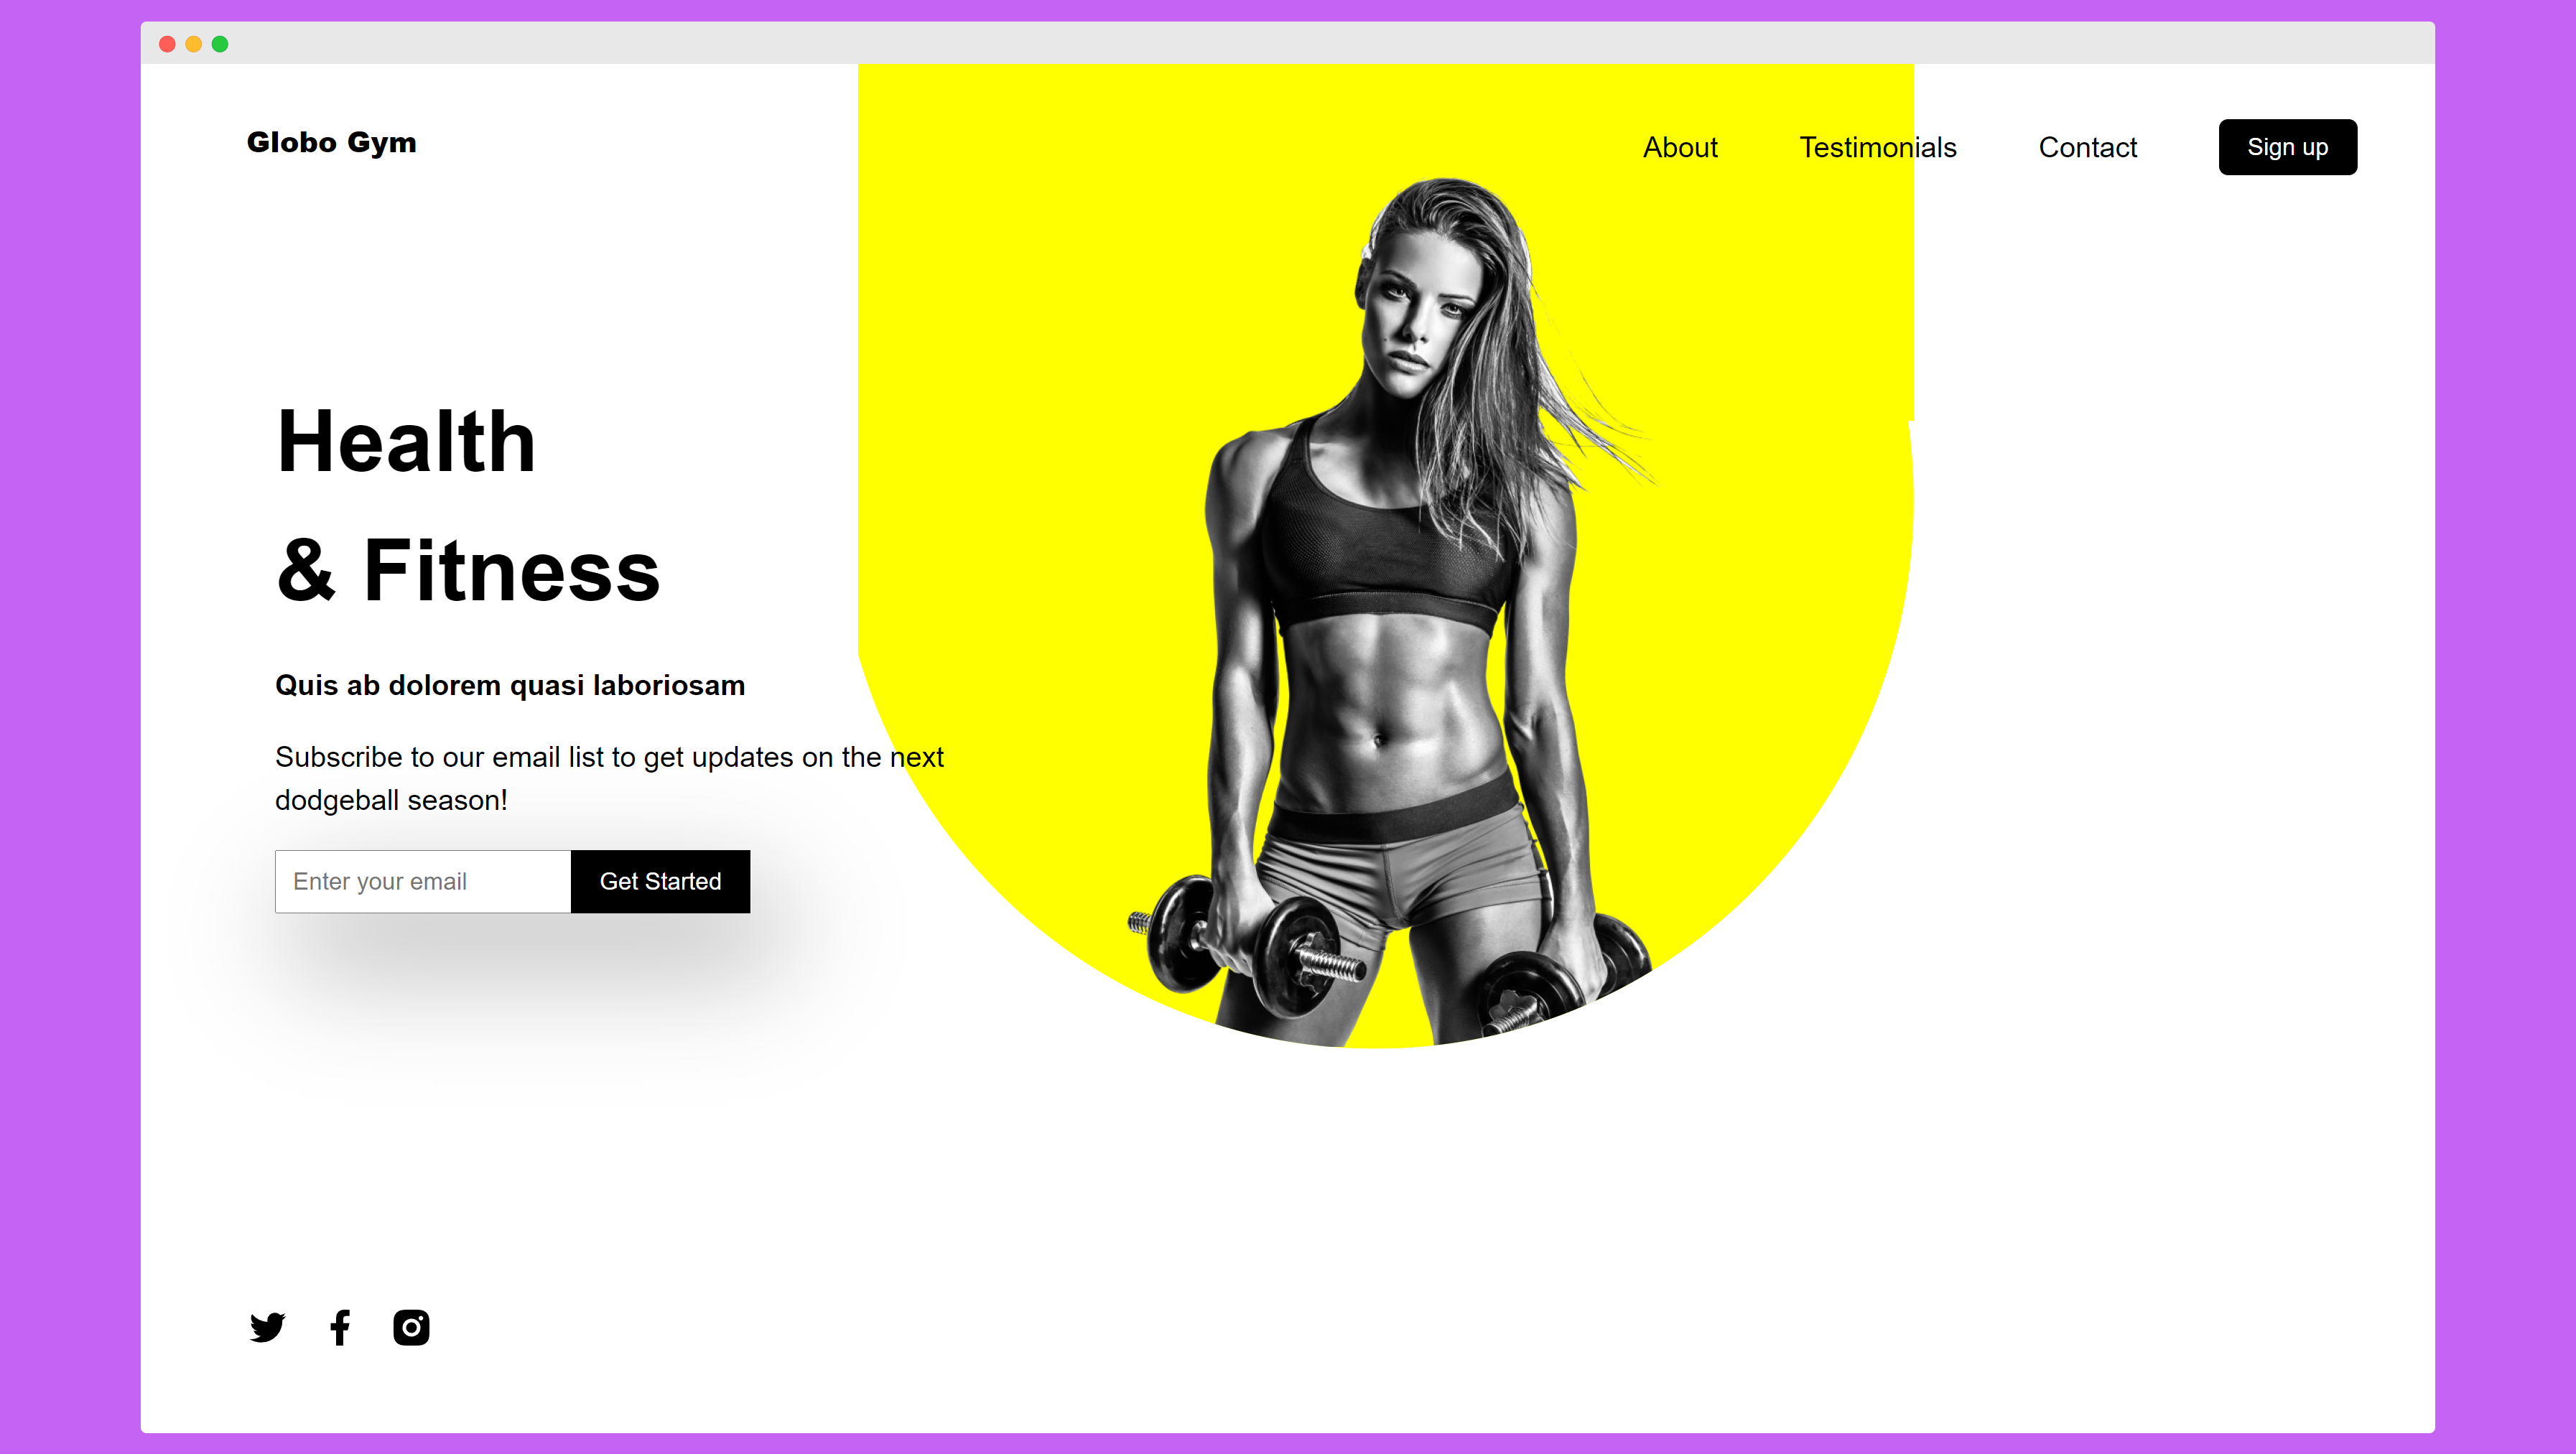 Globo Gym
About
Testimonials
Contact
Sign up
Health
& Fitness
Quis ab dolorem quasi laboriosam
Subscribe to our email list to get updates on the next
dodgeball season!
Enter your email
Get Started